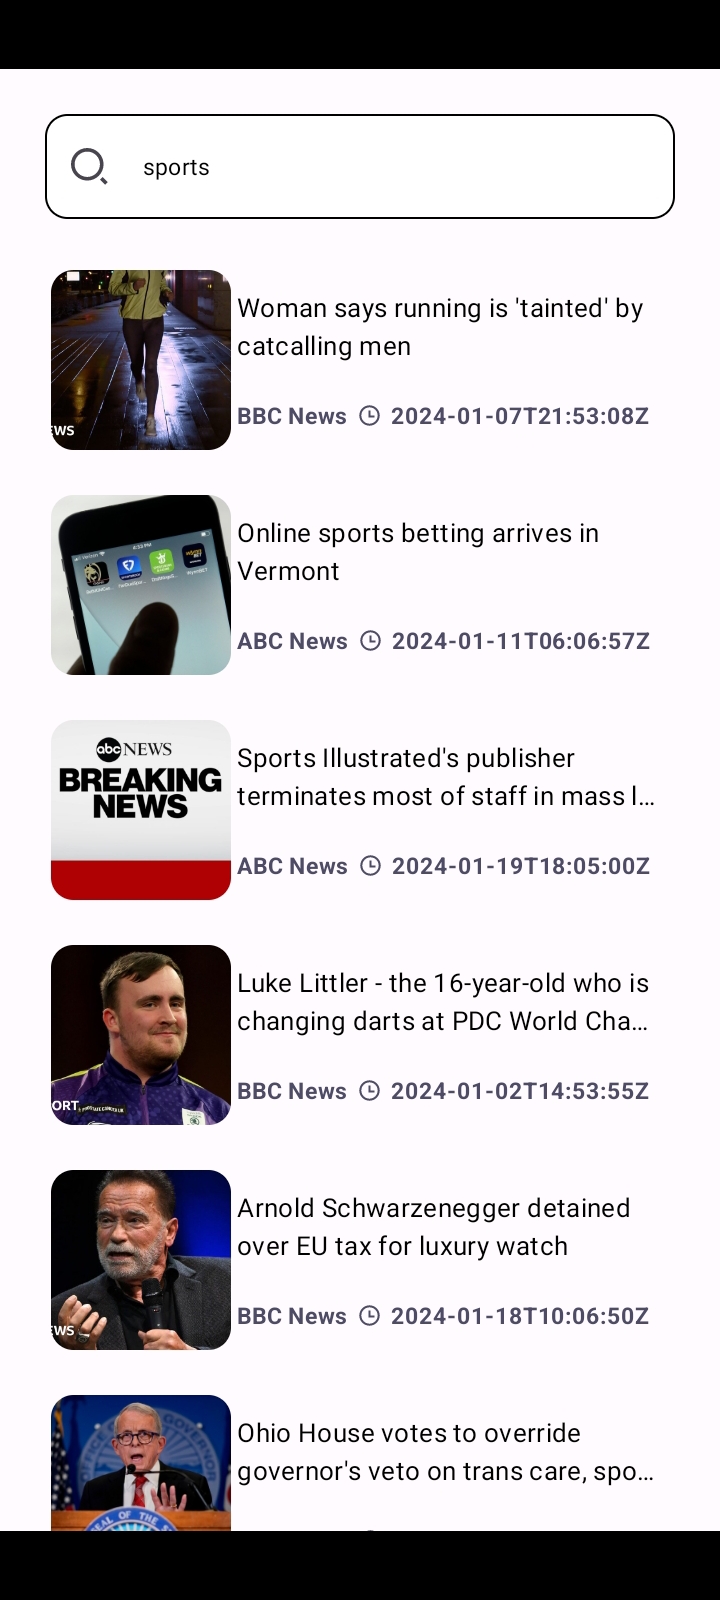 sports
Woman says running is 'tainted' by
catcalling men
EWS
BBC News 2024-01-07T21:53:08Z
Online sports betting arrives in
Vermont
ABC News 2024-01-11T06:06:57Z
abc NEWS
BREAKING
NEWS
Sports Illustrated's publisher
terminates most of staff in mass l…
ABC News 2024-01-19T18:05:00Z
Luke Littler - the 16-year-old who is
changing darts at PDC World Cha…
ORT
BBC News 2024-01-02T14:53:55Z
Arnold Schwarzenegger detained
over EU tax for luxury watch
EWS
BBC News 2024-01-18T10:06:50Z
Ohio House votes to override
governor's veto on trans care, spo…